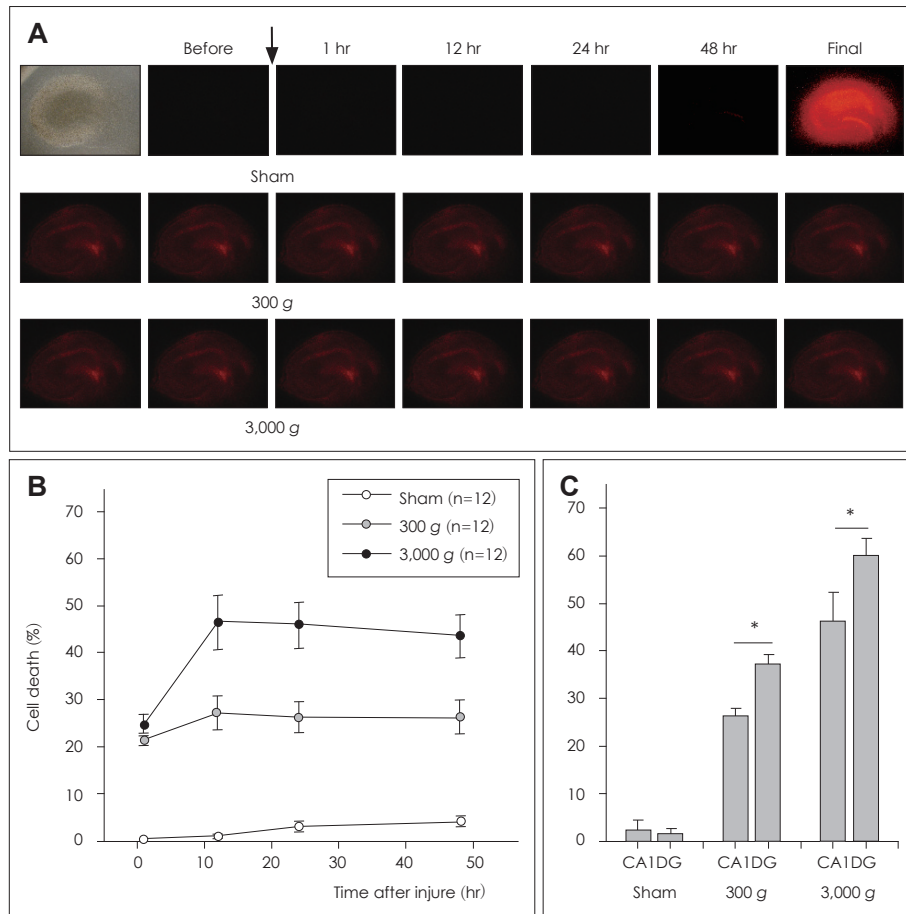 A
Before 1 hr 12 hr 24 hr 48 hr Final
Sham
300 g
3,000 g
B
Sham (n=12)
300 g (n=12)
3,000 g (n=12)
Cell death (%)
70
60
50
40
30
20
10
0
0 10 20 30 40 50
Time after injure (hr)
C
70
60
50
40
30
20
10
0
* *
CA1DG CA1DG CA1DG
Sham 300 g 3,000 g